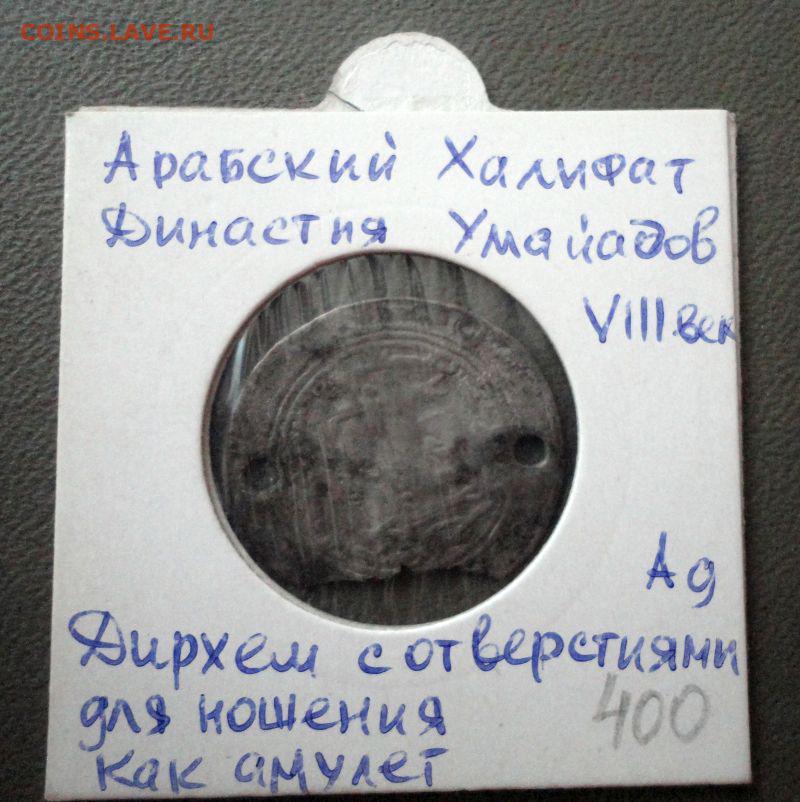 COINS.LAVE.RU
Арабский Халифат
Династия Умайадов
VIII век
Ag
Дирхем с отверстиями
для ношения
400
как амулет